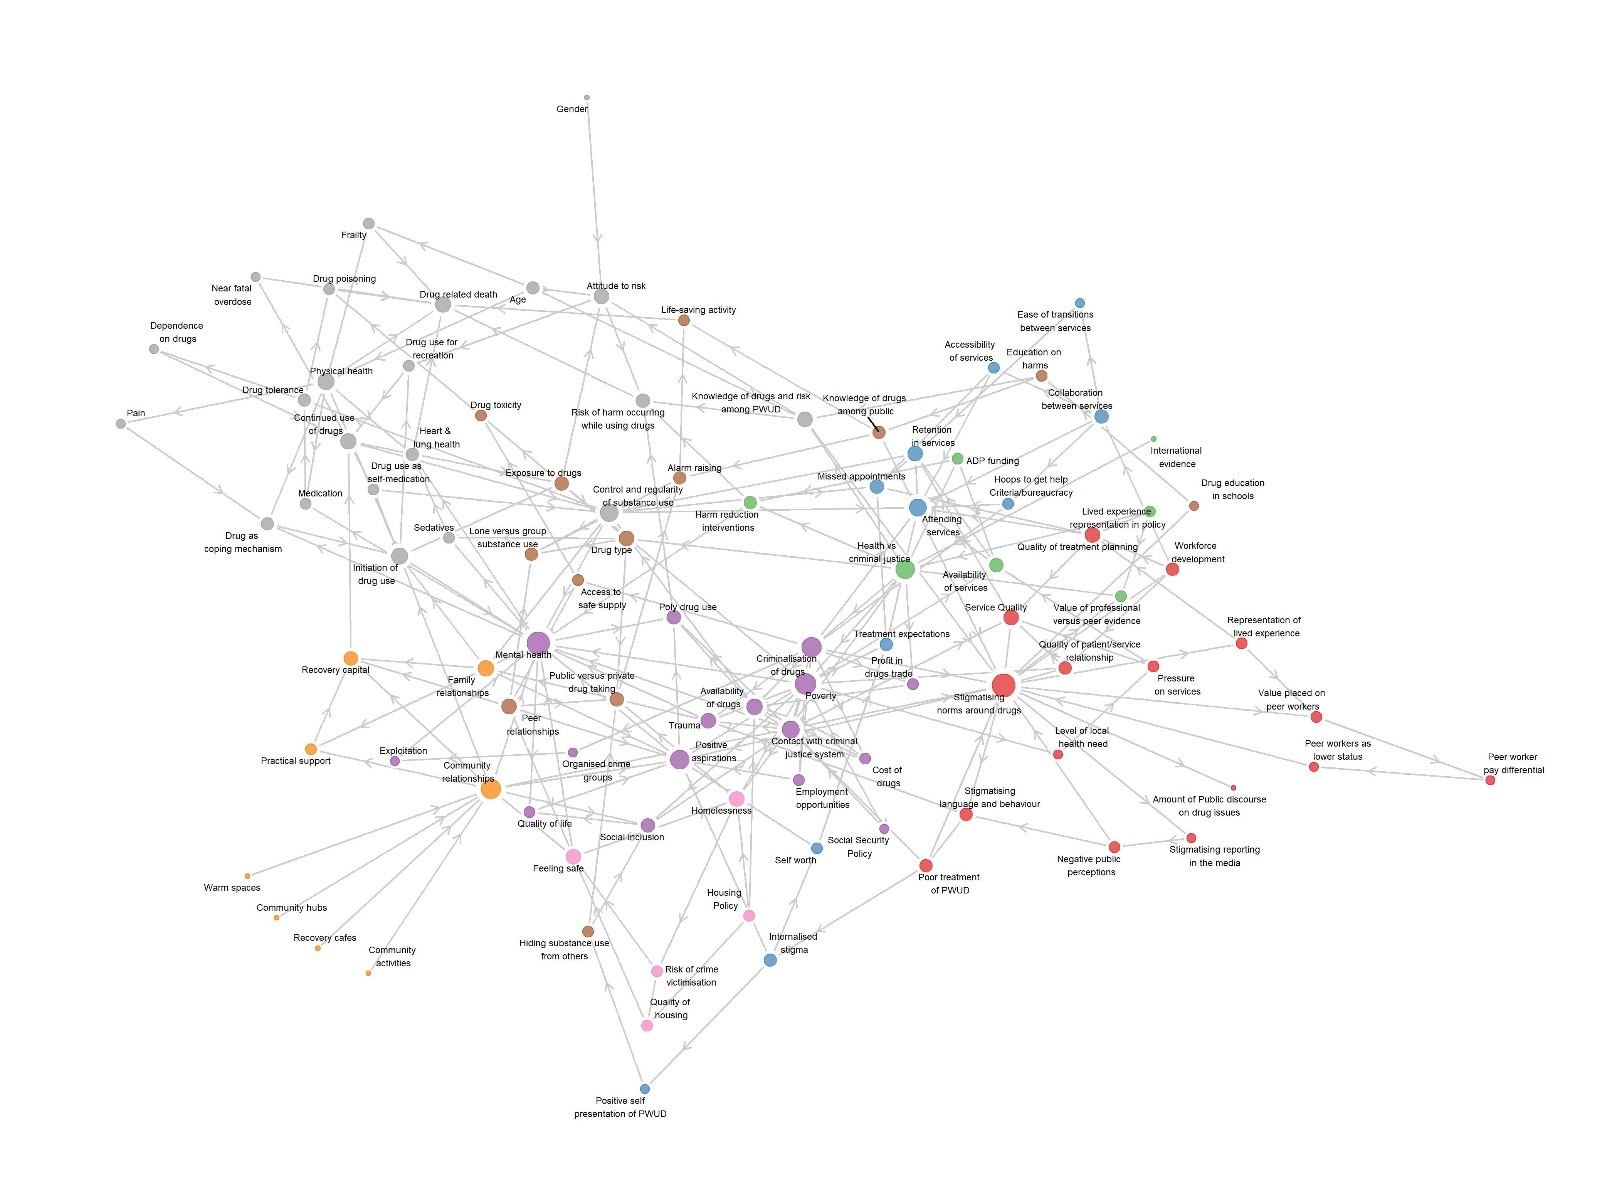 Gender
Frailty
Near fatal
overdose
Drug poisoning
Drug related death
Age
Attitude to risk
Life-saving activity
Ease of transitions
between services
Dependence
on drugs
Drug use for
recreation
Accessibility
of services
Education on
harms
Physical health
Drug tolerance
Collaboration
between services
Pain
Continued use
of drugs
Drug toxicity
Risk of harm occurring
while using drugs
Knowledge of drugs and risk
among PWUD
Knowledge of drugs
among public
Heart &
lung health
Retention
in services
International
evidence
Drug use as
self-medication
Exposure to drugs
Alarm raising
Missed appointments
ADP funding
Hoops to get help
Criteria/bureaucracy
Drug education
in schools
Medication
Control and regularity
of substance use
Harm reduction
interventions
Attending
services
Lived experience
representation in policy
Drug as
coping mechanism
Sedatives
Lone versus group
substance use
Drug type
Health vs
criminal justice
Quality of treatment planning
Workforce
development
Initiation of
drug use
Access to
safe supply
Availability
of services
Poly drug use
Service Quality
Value of professional
versus peer evidence
Treatment expectations
Representation of
lived experience
Recovery capital
Mental health
Family
relationships
Public versus private
drug taking
Criminalisation
of drugs
Profit in
drugs trade
Quality of patient/service
relationship
Pressure
on services
Availability
of drugs
Poverty
Stigmatising
norms around drugs
Value placed on
peer workers
Peer
relationships
Trauma
Practical support
Exploitation
Community
relationships
Organised crime
groups
Positive
aspirations
Contact with criminal
justice system
Level of local
health need
Peer workers as
lower status
Peer worker
pay differential
Cost of
drugs
Employment
opportunities
Stigmatising
language and behaviour
Amount of Public discourse
on drug issues
Quality of life
Social inclusion
Homelessness
Social Security
Policy
Self worth
Negative public
perceptions
Stigmatising reporting
in the media
Feeling safe
Poor treatment
of PWUD
Warm spaces
Community hubs
Housing
Policy
Recovery cafes
Community
activities
Hiding substance use
from others
Internalised
stigma
Risk of crime
victimisation
Quality of
housing
Positive self
presentation of PWUD